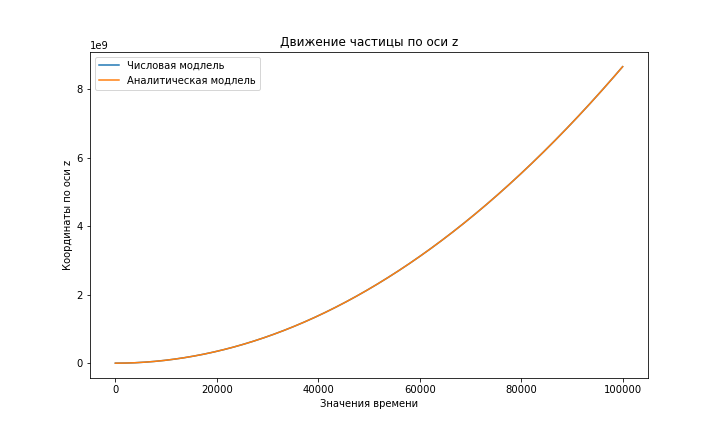 Движение частицы по оси z
1e9
Числовая модлель
Аналитическая модлель
8
6
4
2
0
Координаты по оси z
0 20000 40000 60000 80000 100000
Значения времени